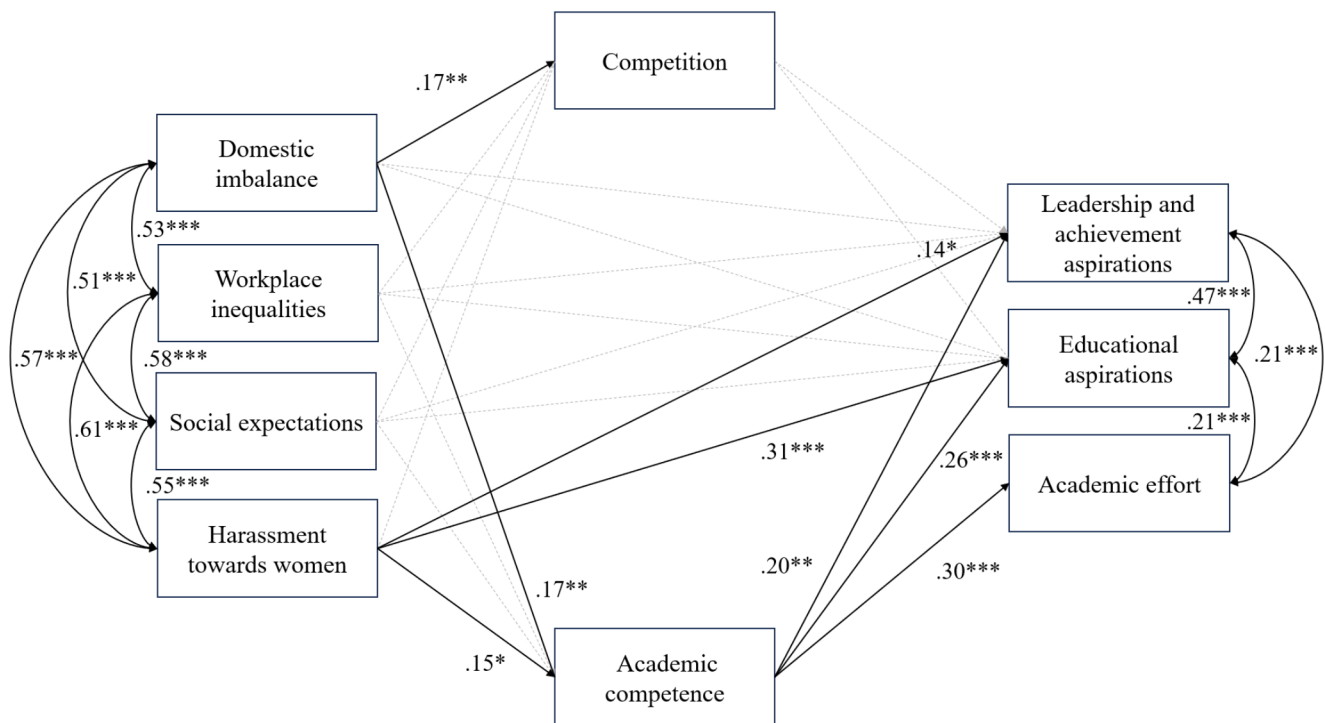 Competition
.17**
Domestic
imbalance
Leadership and
achievement
aspirations
.53***
.14*
.51***
Workplace
inequalities
.47***
.57***
.58***
Educational
aspirations
.21***
.61***
Social expectations
.21***
.31***
.26***
.55***
Academic effort
Harassment
towards women
.17**
.20**
.30***
.15*
Academic
competence